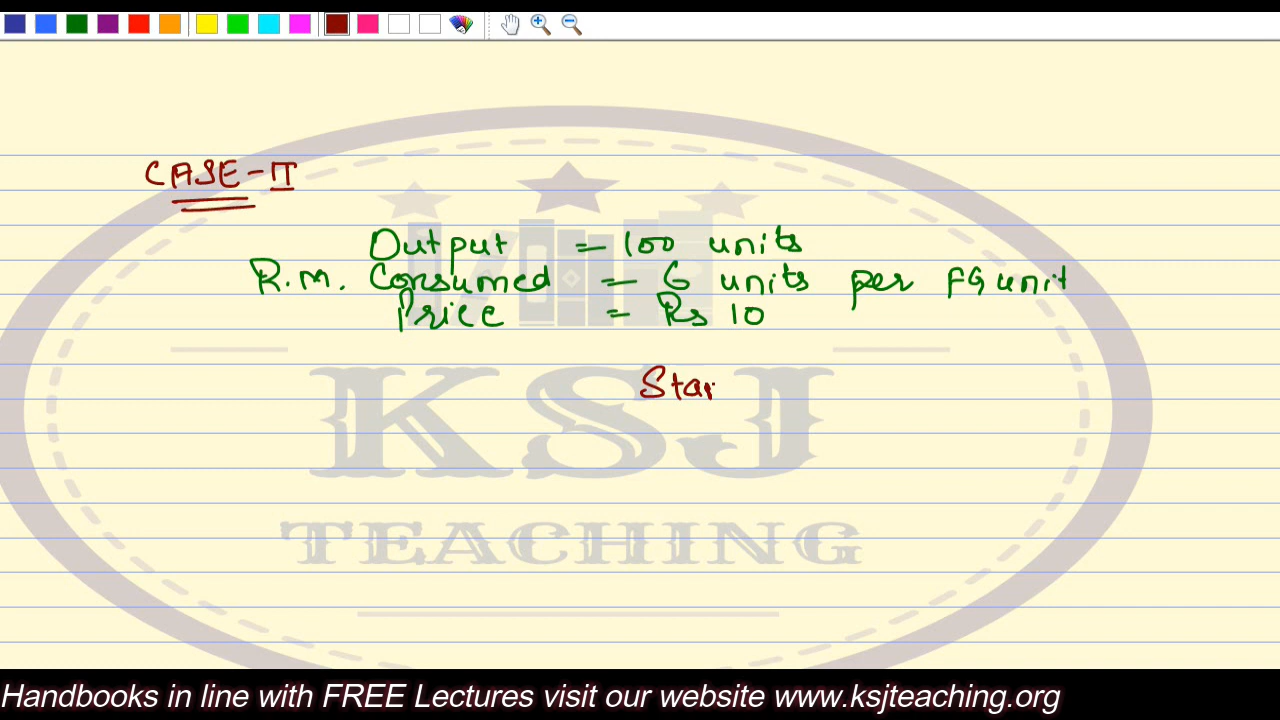 CASE-II
Output = 100 units
R.M. Consumed = 6 units per FG unit
Price = Rs 10
Star
KSJ
TEACHING
Handbooks in line with FREE Lectures visit our website www.ksjteaching.org